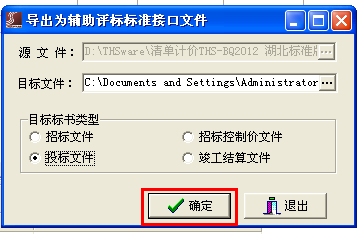 导出为辅助评标标准接口文件
源 文 件: D:\THSware\清单计价THS-BQ2012 湖北标准版 ...
目标文件: C:\Documents and Settings\Administrator ...
目标标书类型
招标文件 招标控制价文件
投标文件 竣工结算文件
确定 退出